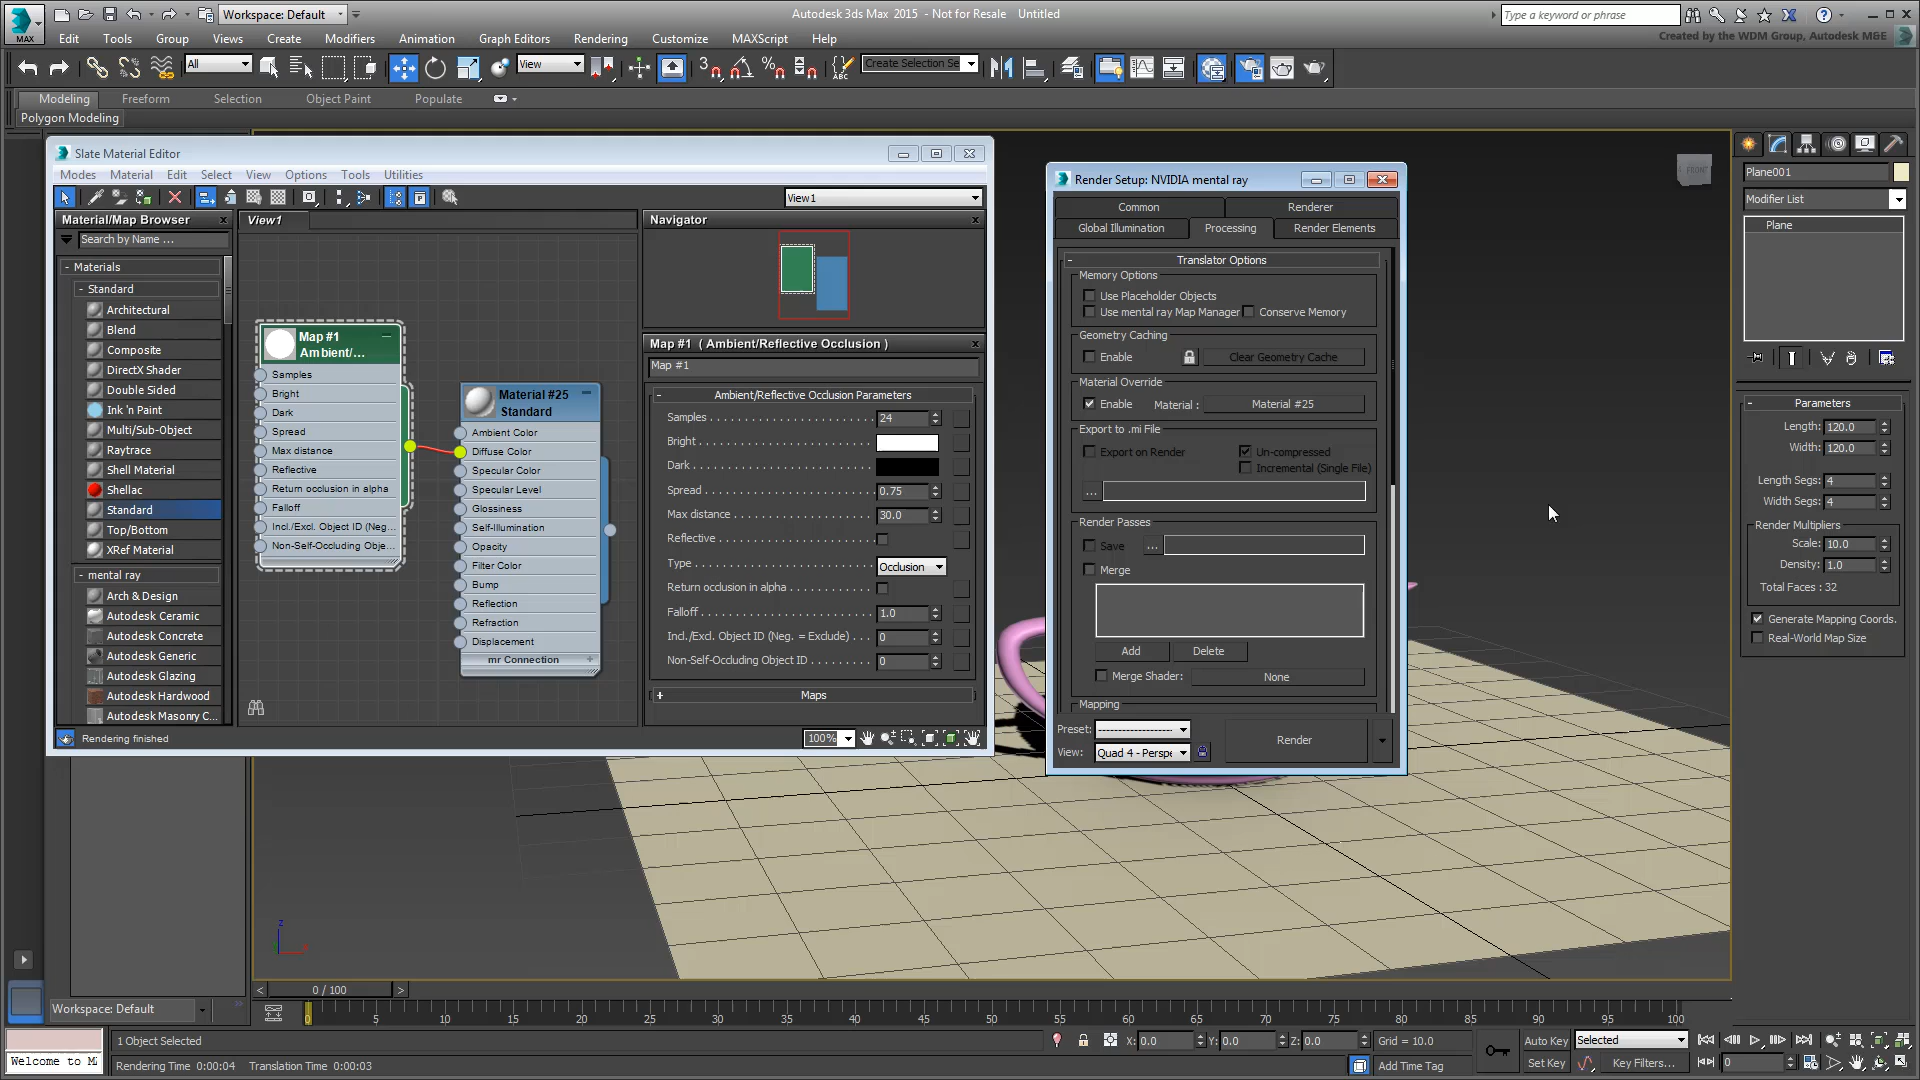 Workspace: Default
Autodesk 3ds Max 2015 - Not for Resale Untitled
Type a keyword or phrase
MAX
Edit Tools Group Views Create Modifiers Animation Graph Editors Rendering Customize MAXScript Help
Created by the WDM Group, Autodesk M&E
All
View
Create Selection Se
Modeling Freeform Selection Object Paint Populate
Polygon Modeling
Slate Material Editor
Modes Material Edit Select View Options Tools Utilities
View1
Material/Map Browser
Search by Name ...
- Materials
- Standard
Architectural
Blend
Composite
DirectX Shader
Double Sided
Ink 'n Paint
Multi/Sub-Object
Raytrace
Shell Material
Shellac
Standard
Top/Bottom
XRef Material
- mental ray
Arch & Design
Autodesk Ceramic
Autodesk Concrete
Autodesk Generic
Autodesk Glazing
Autodesk Hardwood
Autodesk Masonry C...
View1
Map #1
Ambient/...
Samples
Bright
Dark
Spread
Max distance
Reflective
Return occlusion in alpha
Falloff
Incl./Excl. Object ID (Neg...
Non-Self-Occluding Obje...
Material #25
Standard
Ambient Color
Diffuse Color
Specular Color
Specular Level
Glossiness
Self-Illumination
Opacity
Filter Color
Bump
Reflection
Refraction
Displacement
mr Connection +
Navigator
Map #1 ( Ambient/Reflective Occlusion )
Map #1
- Ambient/Reflective Occlusion Parameters
Samples 24
Bright
Dark
Spread 0.75
Max distance 30.0
Reflective
Type Occlusion
Return occlusion in alpha
Falloff 1.0
Incl./Excl. Object ID (Neg. = Exclude) 0
Non-Self-Occluding Object ID 0
+ Maps
Rendering finished
100%
Render Setup: NVIDIA mental ray
Common Renderer
Global Illumination Processing Render Elements
- Translator Options
Memory Options
Use Placeholder Objects
Use mental ray Map Manager Conserve Memory
Geometry Caching
Enable Clear Geometry Cache
Material Override
Enable Material : Material #25
Export to .mi File
Export on Render Un-compressed
Incremental (Single File)
...
Render Passes
Save ...
Merge
Add Delete
Merge Shader: None
Mapping
Preset: --------------------
View: Quad 4 - Perspe
Render
FRONT
Plane001
Modifier List
Plane
- Parameters
Length: 120.0
Width: 120.0
Length Segs: 4
Width Segs: 4
Render Multipliers
Scale: 10.0
Density: 1.0
Total Faces : 32
Generate Mapping Coords.
Real-World Map Size
z
x
< 0 / 100 >
Workspace: Default
0 5 10 15 20 25 30 35 40 45 50 55 60 65 70 75 80 85 90 95 100
Welcome to M
1 Object Selected
Rendering Time 0:00:04 Translation Time 0:00:03
X: 0.0 Y: 0.0 Z: 0.0 Grid = 10.0
Add Time Tag
Auto Key Selected
Set Key Key Filters...
0